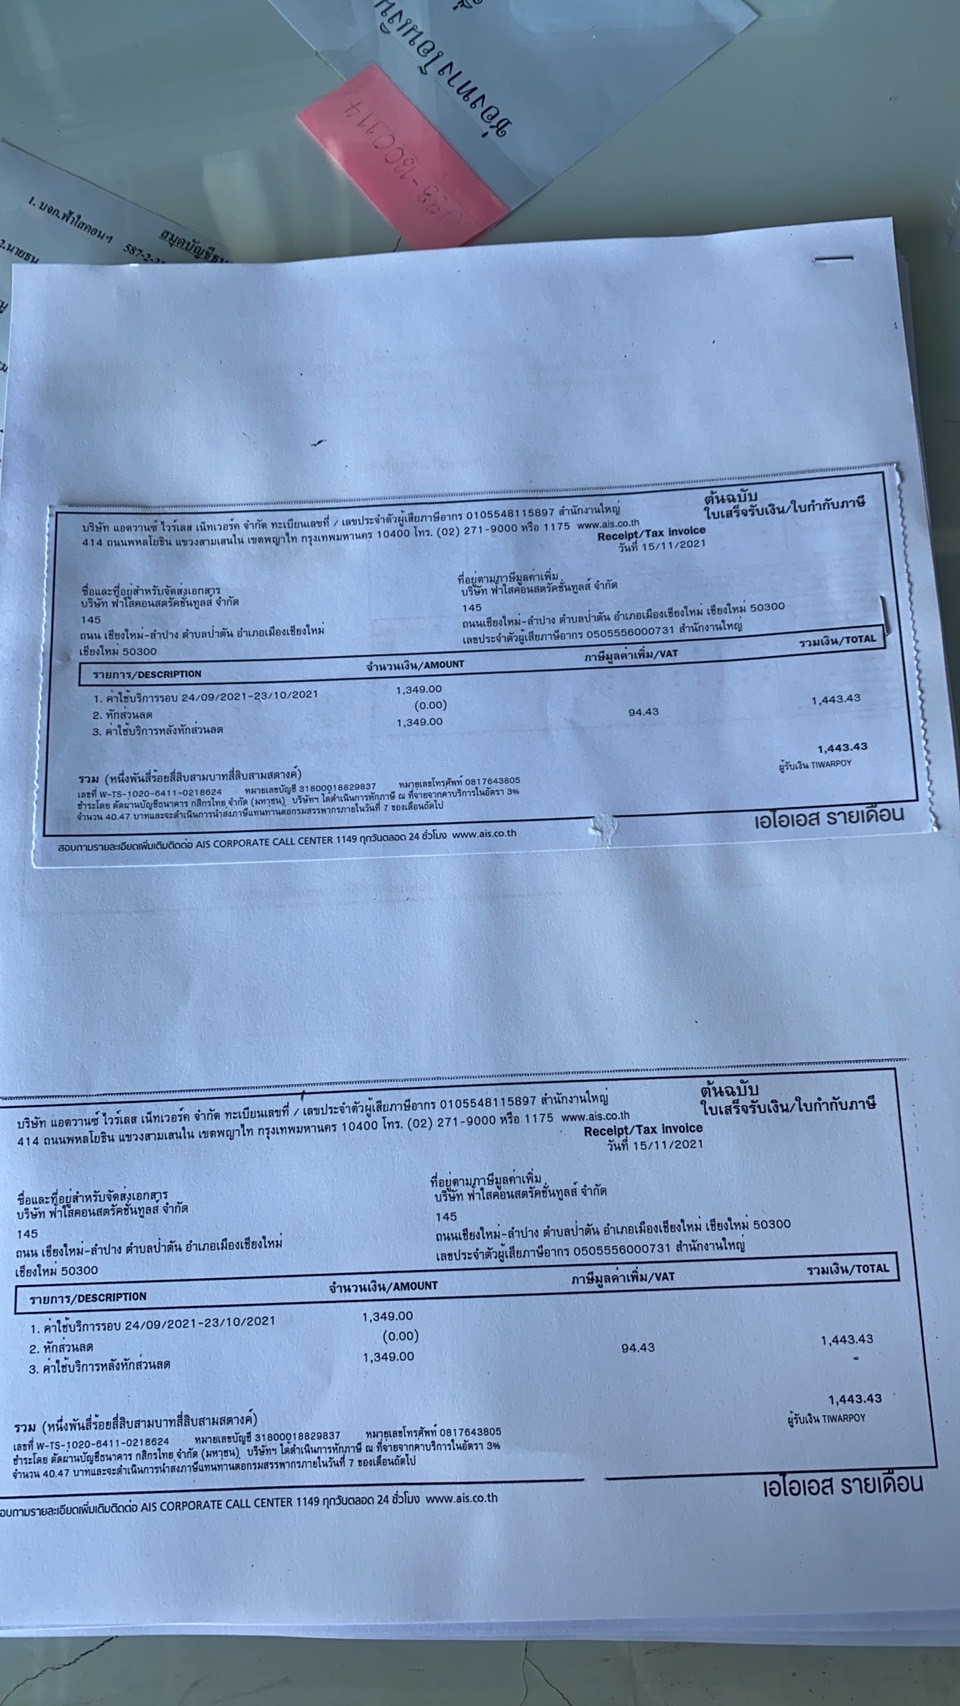 ช่องทางโอนเงิน
สมุดบัญชีธน
1. บจก.ฟ้าใสคอนฯ 587-2-2
2.นายธน
บริษัท แอดวานซ์ ไวร์เลส เน็ทเวอร์ค จำกัด ทะเบียนเลขที่ / เลขประจำตัวผู้เสียภาษีอากร 0105548115897 สำนักงานใหญ่
414 ถนนพหลโยธิน แขวงสามเสนใน เขตพญาไท กรุงเทพมหานคร 10400 โทร. (02) 271-9000 หรือ 1175 www.ais.co.th
ต้นฉบับ
ใบเสร็จรับเงิน/ใบกำกับภาษี
Receipt/Tax Invoice
วันที่ 15/11/2021
ชื่อและที่อยู่สำหรับจัดส่งเอกสาร
บริษัท ฟ้าใสคอนสตรัคชั่นทูลส์ จำกัด
145
ถนน เชียงใหม่-ลำปาง ตำบลป่าตัน อำเภอเมืองเชียงใหม่
เชียงใหม่ 50300
ที่อยู่ตามภาษีมูลค่าเพิ่ม
บริษัท ฟ้าใสคอนสตรัคชั่นทูลส์ จำกัด
145
ถนนเชียงใหม่-ลำปาง ตำบลป่าตัน อำเภอเมืองเชียงใหม่ เชียงใหม่ 50300
เลขประจำตัวผู้เสียภาษีอากร 0505556000731 สำนักงานใหญ่
รายการ/DESCRIPTION จำนวนเงิน/AMOUNT ภาษีมูลค่าเพิ่ม/VAT รวมเงิน/TOTAL
1. ค่าใช้บริการรอบ 24/09/2021-23/10/2021 1,349.00
2. หักส่วนลด (0.00)
3. ค่าใช้บริการหลังหักส่วนลด 1,349.00 94.43 1,443.43
1,443.43
รวม (หนึ่งพันสี่ร้อยสี่สิบสามบาทสี่สิบสามสตางค์)
ผู้รับเงิน TIWARPOY
เลขที่ W-TS-1020-6411-0218624 หมายเลขบัญชี 31800018829837 หมายเลขโทรศัพท์ 0817643805
ชำระโดย ตัดผ่านบัญชีธนาคาร กสิกรไทย จำกัด (มหาชน) บริษัทฯ ได้ดำเนินการหักภาษี ณ ที่จ่ายจากค่าบริการในอัตรา 3%
จำนวน 40.47 บาทและจะดำเนินการนำส่งภาษีแทนท่านต่อกรมสรรพากรภายในวันที่ 7 ของเดือนถัดไป
เอไอเอส รายเดือน
สอบถามรายละเอียดเพิ่มเติมติดต่อ AIS CORPORATE CALL CENTER 1149 ทุกวันตลอด 24 ชั่วโมง www.ais.co.th
บริษัท แอดวานซ์ ไวร์เลส เน็ทเวอร์ค จำกัด ทะเบียนเลขที่ / เลขประจำตัวผู้เสียภาษีอากร 0105548115897 สำนักงานใหญ่
414 ถนนพหลโยธิน แขวงสามเสนใน เขตพญาไท กรุงเทพมหานคร 10400 โทร. (02) 271-9000 หรือ 1175 www.ais.co.th
ต้นฉบับ
ใบเสร็จรับเงิน/ใบกำกับภาษี
Receipt/Tax Invoice
วันที่ 15/11/2021
ชื่อและที่อยู่สำหรับจัดส่งเอกสาร
บริษัท ฟ้าใสคอนสตรัคชั่นทูลส์ จำกัด
145
ถนน เชียงใหม่-ลำปาง ตำบลป่าตัน อำเภอเมืองเชียงใหม่
เชียงใหม่ 50300
ที่อยู่ตามภาษีมูลค่าเพิ่ม
บริษัท ฟ้าใสคอนสตรัคชั่นทูลส์ จำกัด
145
ถนนเชียงใหม่-ลำปาง ตำบลป่าตัน อำเภอเมืองเชียงใหม่ เชียงใหม่ 50300
เลขประจำตัวผู้เสียภาษีอากร 0505556000731 สำนักงานใหญ่
รายการ/DESCRIPTION จำนวนเงิน/AMOUNT ภาษีมูลค่าเพิ่ม/VAT รวมเงิน/TOTAL
1. ค่าใช้บริการรอบ 24/09/2021-23/10/2021 1,349.00
2. หักส่วนลด (0.00)
3. ค่าใช้บริการหลังหักส่วนลด 1,349.00 94.43 1,443.43
1,443.43
รวม (หนึ่งพันสี่ร้อยสี่สิบสามบาทสี่สิบสามสตางค์)
ผู้รับเงิน TIWARPOY
เลขที่ W-TS-1020-6411-0218624 หมายเลขบัญชี 31800018829837 หมายเลขโทรศัพท์ 0817643805
ชำระโดย ตัดผ่านบัญชีธนาคาร กสิกรไทย จำกัด (มหาชน) บริษัทฯ ได้ดำเนินการหักภาษี ณ ที่จ่ายจากค่าบริการในอัตรา 3%
จำนวน 40.47 บาทและจะดำเนินการนำส่งภาษีแทนท่านต่อกรมสรรพากรภายในวันที่ 7 ของเดือนถัดไป
เอไอเอส รายเดือน
อบถามรายละเอียดเพิ่มเติมติดต่อ AIS CORPORATE CALL CENTER 1149 ทุกวันตลอด 24 ชั่วโมง www.ais.co.th